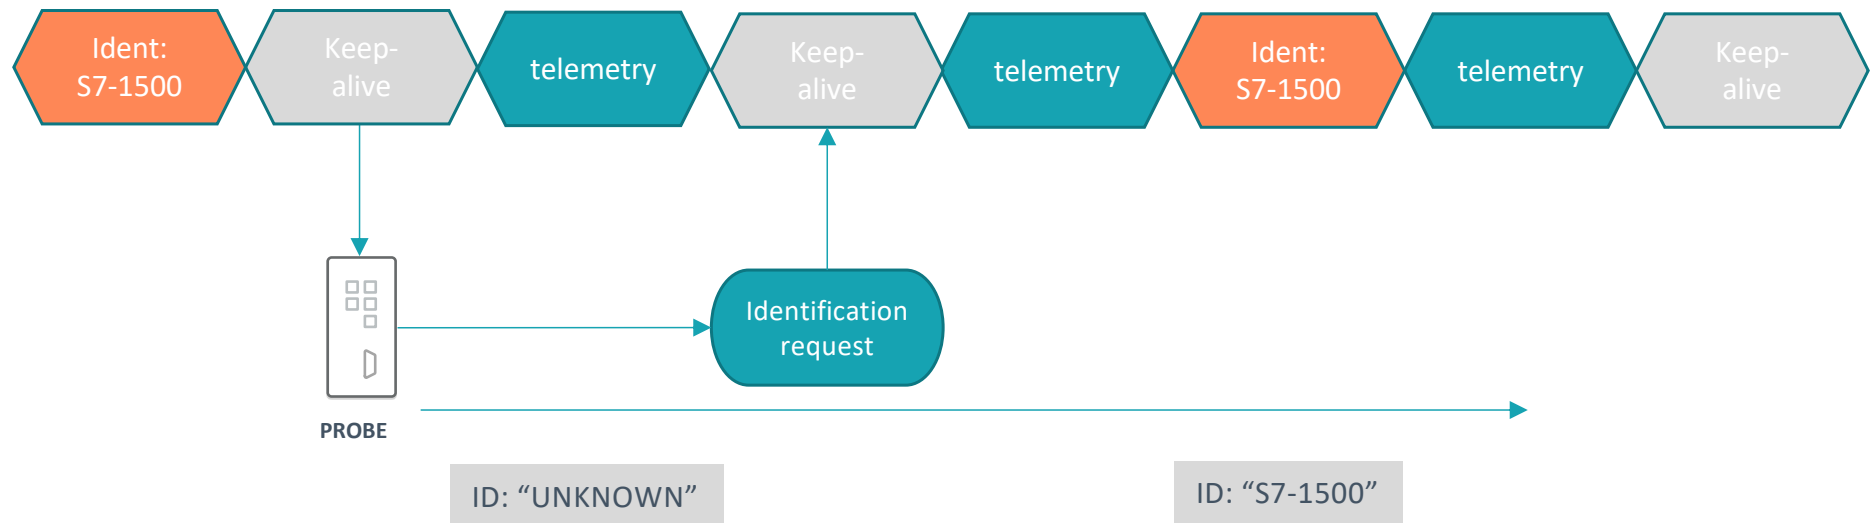 Ident:
S7-1500
Keep-
alive
telemetry
Keep-
alive
telemetry
Ident:
S7-1500
telemetry
Keep-
alive
Identification
request
PROBE
ID: “UNKNOWN”
ID: “S7-1500”